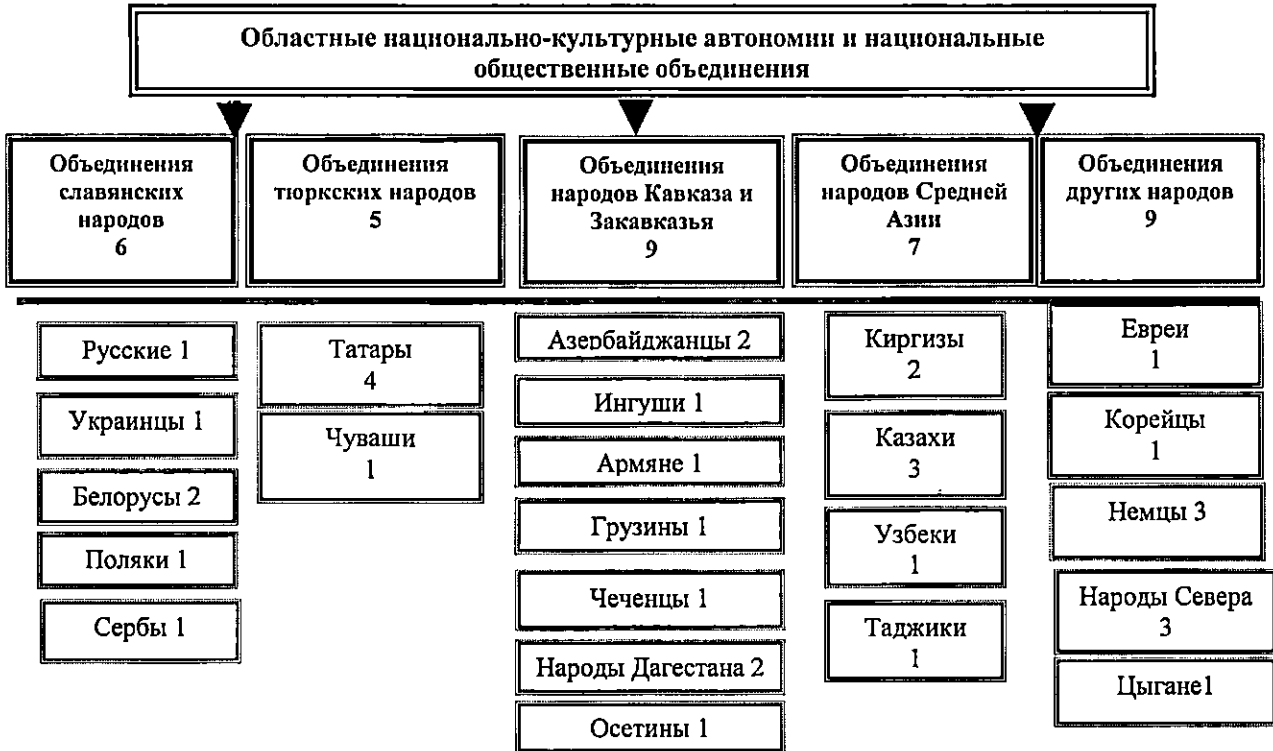 Областные национально-культурные автономии и национальные
общественные объединения
Объединения
славянских
народов
6
Объединения
тюркских народов
5
Объединения
народов Кавказа и
Закавказья
9
Объединения
народов Средней
Азии
7
Объединения
других народов
9
Русские 1
Украинцы 1
Белорусы 2
Поляки 1
Сербы 1
Татары
4
Чуваши
1
Азербайджанцы 2
Ингуши 1
Армяне 1
Грузины 1
Чеченцы 1
Народы Дагестана 2
Осетины 1
Киргизы
2
Казахи
3
Узбеки
1
Таджики
1
Евреи
1
Корейцы
1
Немцы 3
Народы Севера
3
Цыгане1